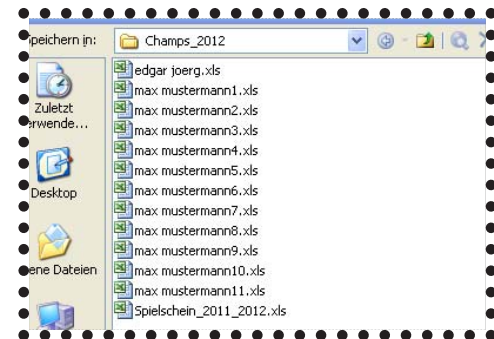 Speichern in:
Champs_2012
Zuletzt
erwende...
Desktop
ene Dateien
edgar joerg.xls
max mustermann1.xls
max mustermann2.xls
max mustermann3.xls
max mustermann4.xls
max mustermann5.xls
max mustermann6.xls
max mustermann7.xls
max mustermann8.xls
max mustermann9.xls
max mustermann10.xls
max mustermann11.xls
Spielschein_2011_2012.xls